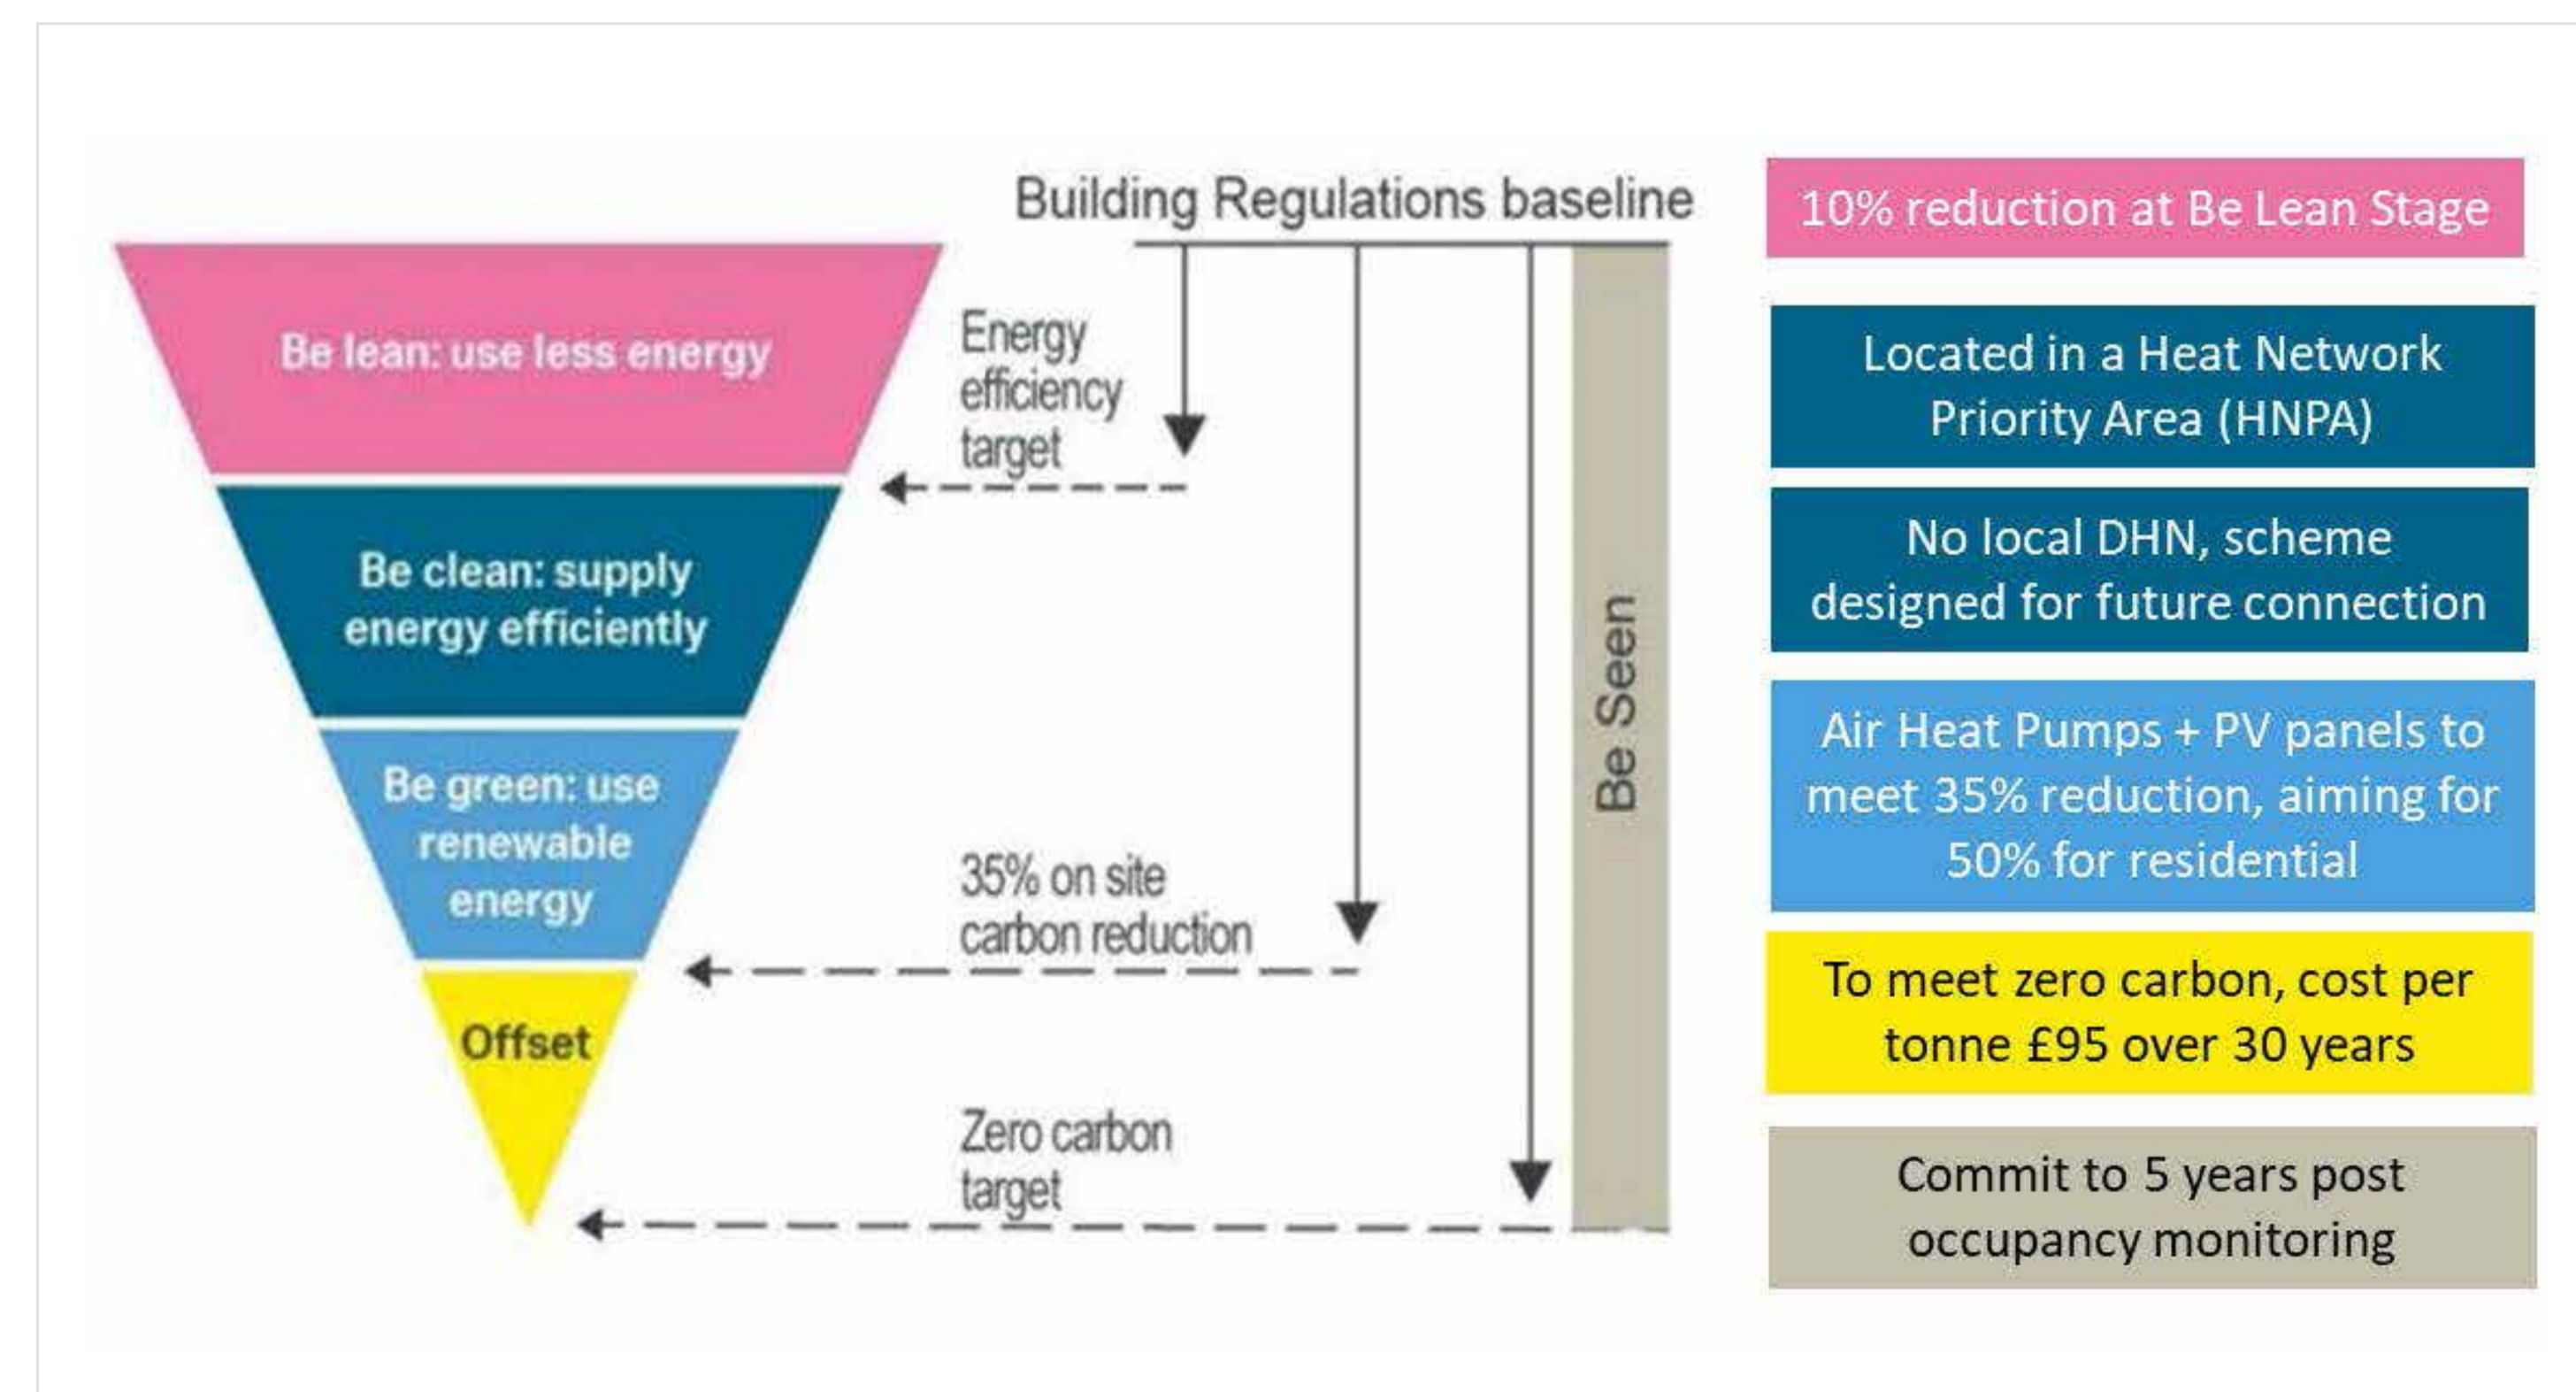 Building Regulations baseline
Be lean: use less energy
Be clean: supply
energy efficiently
Be green: use
renewable
energy
Offset
Energy
efficiency
target
35% on site
carbon reduction
Zero carbon
target
Be Seen
10% reduction at Be Lean Stage
Located in a Heat Network
Priority Area (HNPA)
No local DHN, scheme
designed for future connection
Air Heat Pumps + PV panels to
meet 35% reduction, aiming for
50% for residential
To meet zero carbon, cost per
tonne £95 over 30 years
Commit to 5 years post
occupancy monitoring